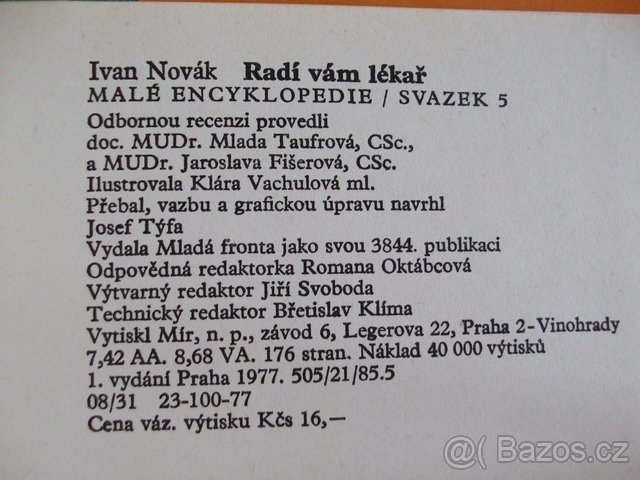 Ivan Novák Radí vám lékař
MALÉ ENCYKLOPEDIE / SVAZEK 5
Odbornou recenzi provedli
doc. MUDr. Mlada Taufrová, CSc.,
a MUDr. Jaroslava Fišerová, CSc.
Ilustrovala Klára Vachulová ml.
Přebal, vazbu a grafickou úpravu navrhl
Josef Týfa
Vydala Mladá fronta jako svou 3844. publikaci
Odpovědná redaktorka Romana Oktábcová
Výtvarný redaktor Jiří Svoboda
Technický redaktor Břetislav Klíma
Vytiskl Mír, n. p., závod 6, Legerova 22, Praha 2-Vinohrady
7,42 AA. 8,68 VA. 176 stran. Náklad 40 000 výtisků
1. vydání Praha 1977. 505/21/85.5
08/31 23-100-77
Cena váz. výtisku Kčs 16,—
@( Bazos.cz